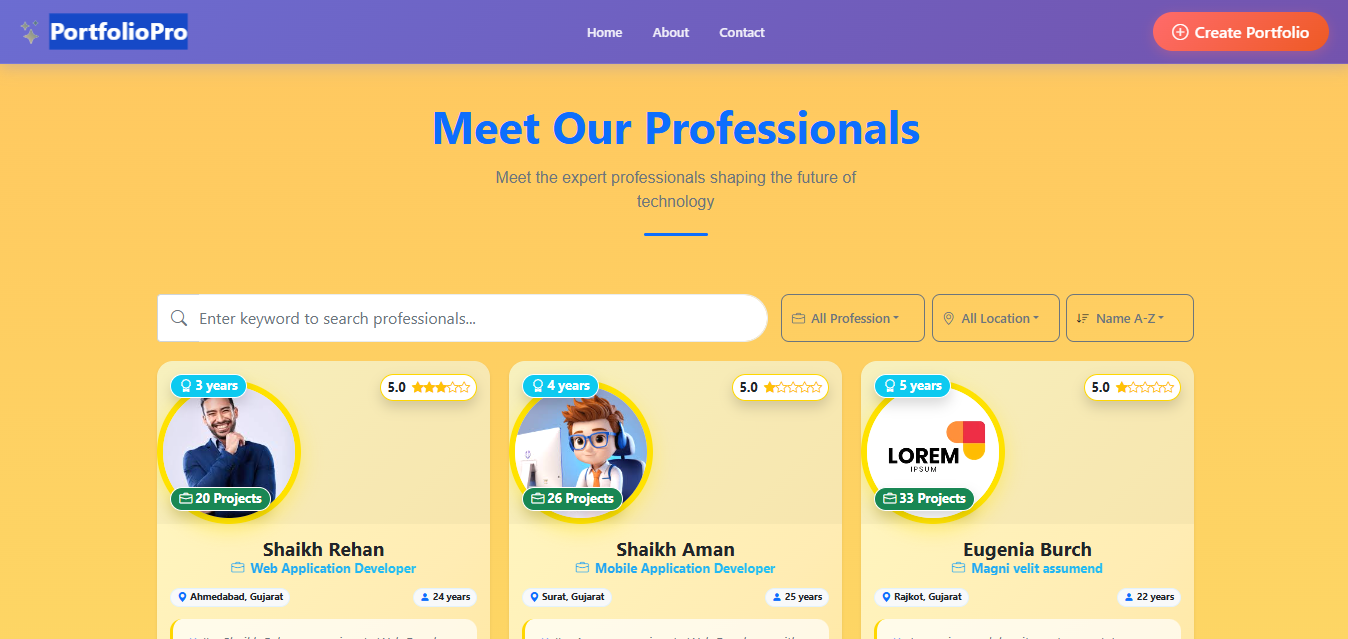 PortfolioPro
Home About Contact
Create Portfolio
Meet Our Professionals
Meet the expert professionals shaping the future of
technology
Enter keyword to search professionals...
All Profession
All Location
Name A-Z
3 years
5.0
20 Projects
Shaikh Rehan
Web Application Developer
Ahmedabad, Gujarat
24 years
4 years
5.0
26 Projects
Shaikh Aman
Mobile Application Developer
Surat, Gujarat
25 years
5 years
5.0
LOREM
IPSUM
33 Projects
Eugenia Burch
Magni velit assumend
Rajkot, Gujarat
22 years